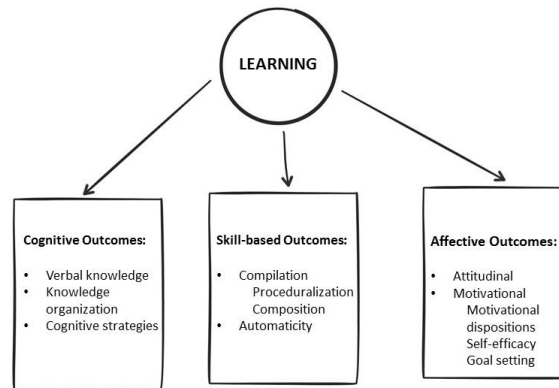 LEARNING
Cognitive Outcomes:
• Verbal knowledge
• Knowledge
organization
• Cognitive strategies
Skill-based Outcomes:
• Compilation
Proceduralization
Composition
• Automaticity
Affective Outcomes:
• Attitudinal
• Motivational
Motivational
dispositions
Self-efficacy
Goal setting